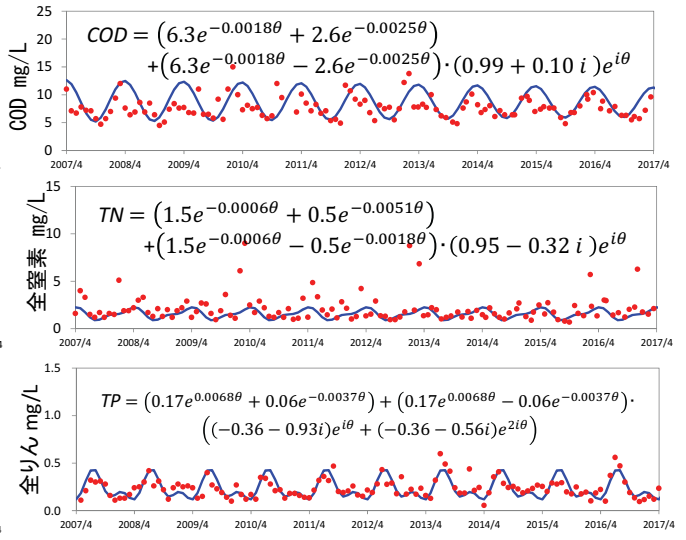 COD mg/L
25
20
15
10
5
0
COD = (6.3e^{-0.0018θ} + 2.6e^{-0.0025θ})
+(6.3e^{-0.0018θ} − 2.6e^{-0.0025θ})·(0.99 + 0.10 i)e^{iθ}
2007/4 2008/4 2009/4 2010/4 2011/4 2012/4 2013/4 2014/4 2015/4 2016/4 2017/4
全窒素 mg/L
15
10
5
0
TN = (1.5e^{-0.0006θ} + 0.5e^{-0.0051θ})
+(1.5e^{-0.0006θ} − 0.5e^{-0.0018θ})·(0.95 − 0.32 i)e^{iθ}
2007/4 2008/4 2009/4 2010/4 2011/4 2012/4 2013/4 2014/4 2015/4 2016/4 2017/4
全りん mg/L
1.5
1.0
0.5
0.0
TP = (0.17e^{0.0068θ} + 0.06e^{-0.0037θ}) + (0.17e^{0.0068θ} − 0.06e^{-0.0037θ})·
((−0.36 − 0.93i)e^{iθ} + (−0.36 − 0.56i)e^{2iθ})
2007/4 2008/4 2009/4 2010/4 2011/4 2012/4 2013/4 2014/4 2015/4 2016/4 2017/4